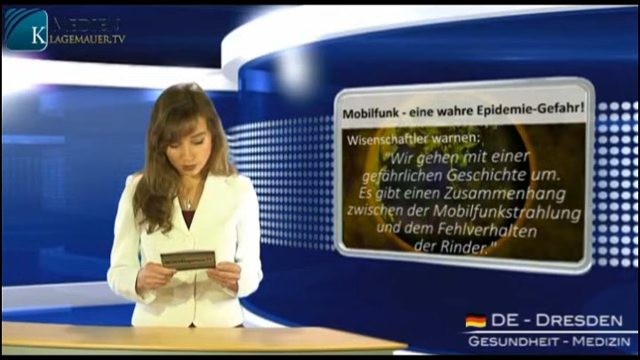 MEDIEN
KLAGEMAUER.TV
Mobilfunk - eine wahre Epidemie-Gefahr!
Wisenschaftler warnen:
"Wir gehen mit einer
gefährlichen Geschichte um.
Es gibt einen Zusammenhang
zwischen der Mobilfunkstrahlung
und dem Fehlverhalten
der Rinder."
DE - DRESDEN
GESUNDHEIT - MEDIZIN